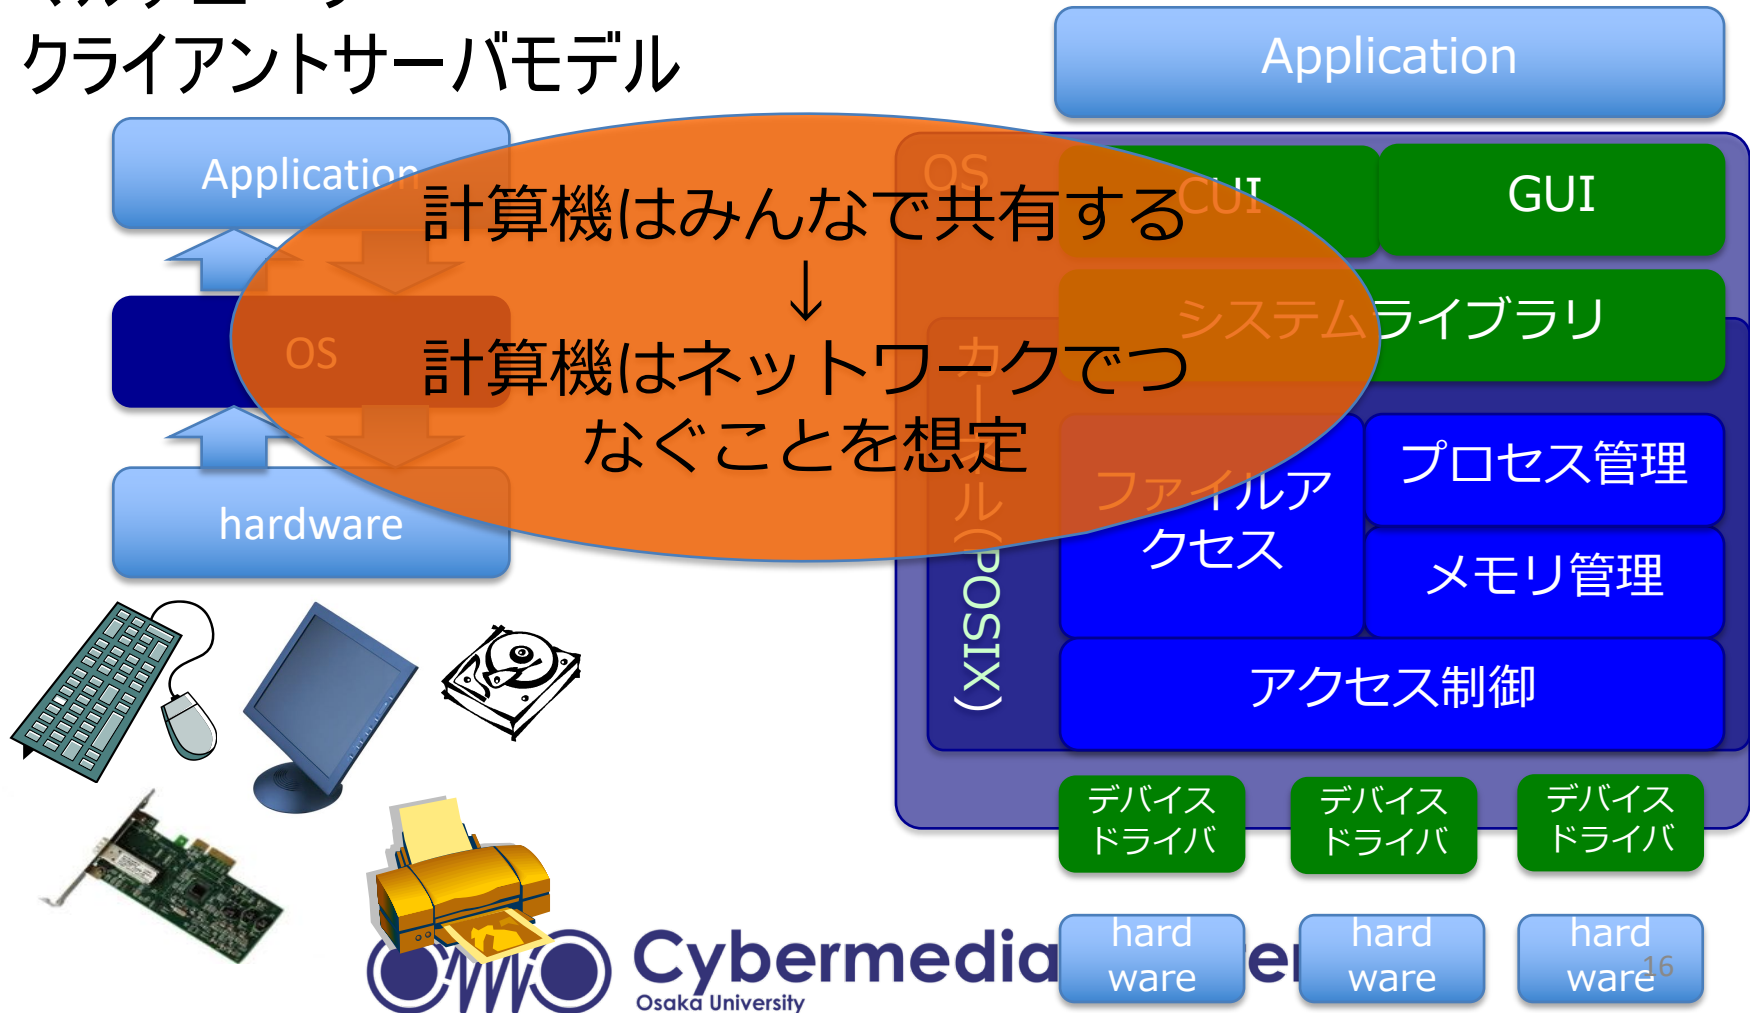 クライアントサーバモデル
Application
OS
hardware
計算機はみんなで共有する
↓
計算機はネットワークでつ
なぐことを想定
Application
OS
CUI
GUI
システムライブラリ
カーネル(POSIX)
ファイルア
クセス
プロセス管理
メモリ管理
アクセス制御
デバイス
ドライバ
デバイス
ドライバ
デバイス
ドライバ
hard
ware
hard
ware
hard
ware
16
Cybermedia
Osaka University